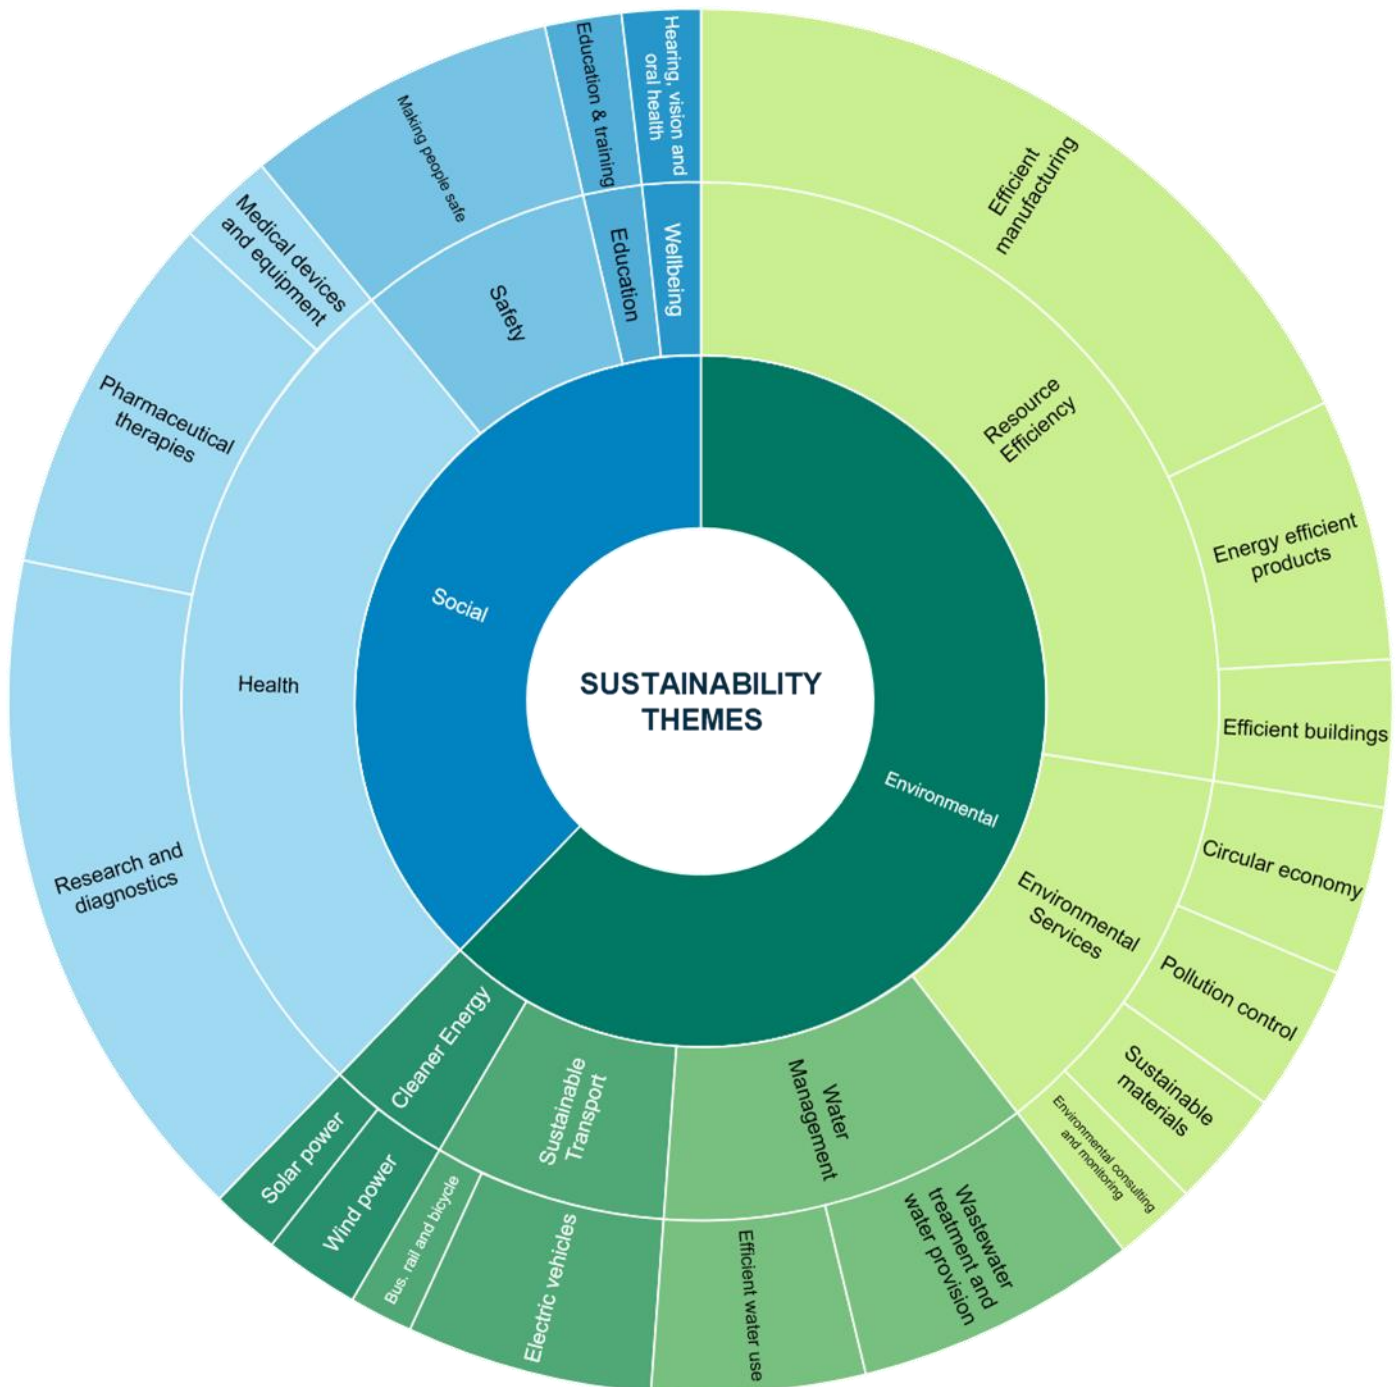 SUSTAINABILITY
THEMES
Environmental
Social
Resource
Efficiency
Environmental
Services
Water
Management
Sustainable
Transport
Cleaner Energy
Health
Safety
Education
Wellbeing
Efficient
manufacturing
Energy efficient
products
Efficient buildings
Circular economy
Pollution control
Sustainable
materials
Environmental consulting
and monitoring
Wastewater
treatment and
water provision
Efficient water use
Electric vehicles
Bus. rail and bicycle
Wind power
Solar power
Research and
diagnostics
Pharmaceutical
therapies
Medical devices
and equipment
Making people safe
Education & training
Hearing, vision and
oral health